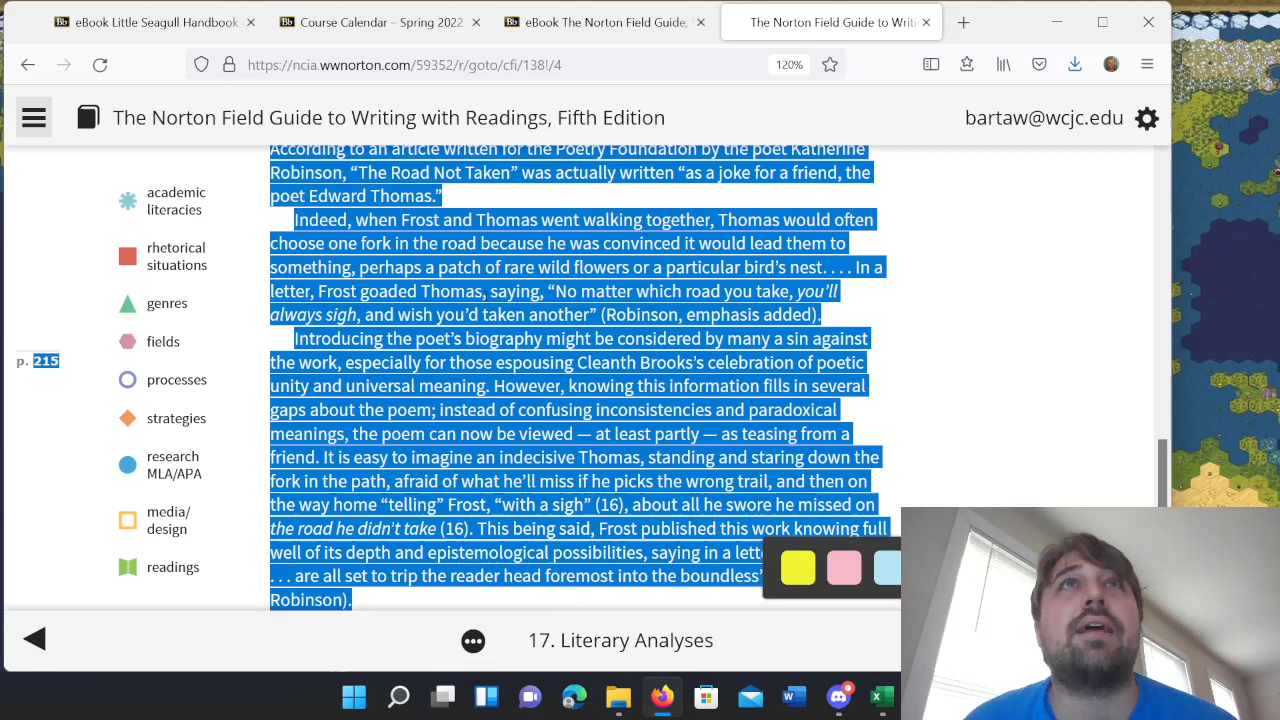 eBook Little Seagull Handbook
Course Calendar – Spring 2022
eBook The Norton Field Guide,
The Norton Field Guide to Writi
https://ncia.wwnorton.com/59352/r/goto/cfi/138!/4
120%
The Norton Field Guide to Writing with Readings, Fifth Edition
bartaw@wcjc.edu
academic
literacies
rhetorical
situations
genres
fields
p. 215
processes
strategies
research
MLA/APA
media/
design
readings
According to an article written for the Poetry Foundation by the poet Katherine
Robinson, “The Road Not Taken” was actually written “as a joke for a friend, the
poet Edward Thomas.”
Indeed, when Frost and Thomas went walking together, Thomas would often
choose one fork in the road because he was convinced it would lead them to
something, perhaps a patch of rare wild flowers or a particular bird’s nest. . . . In a
letter, Frost goaded Thomas, saying, “No matter which road you take, you’ll
always sigh, and wish you’d taken another” (Robinson, emphasis added).
Introducing the poet’s biography might be considered by many a sin against
the work, especially for those espousing Cleanth Brooks’s celebration of poetic
unity and universal meaning. However, knowing this information fills in several
gaps about the poem; instead of confusing inconsistencies and paradoxical
meanings, the poem can now be viewed — at least partly — as teasing from a
friend. It is easy to imagine an indecisive Thomas, standing and staring down the
fork in the path, afraid of what he’ll miss if he picks the wrong trail, and then on
the way home “telling” Frost, “with a sigh” (16), about all he swore he missed on
the road he didn’t take (16). This being said, Frost published this work knowing full
well of its depth and epistemological possibilities, saying in a
. . . are all set to trip the reader head foremost into the boundless”
Robinson).
17. Literary Analyses